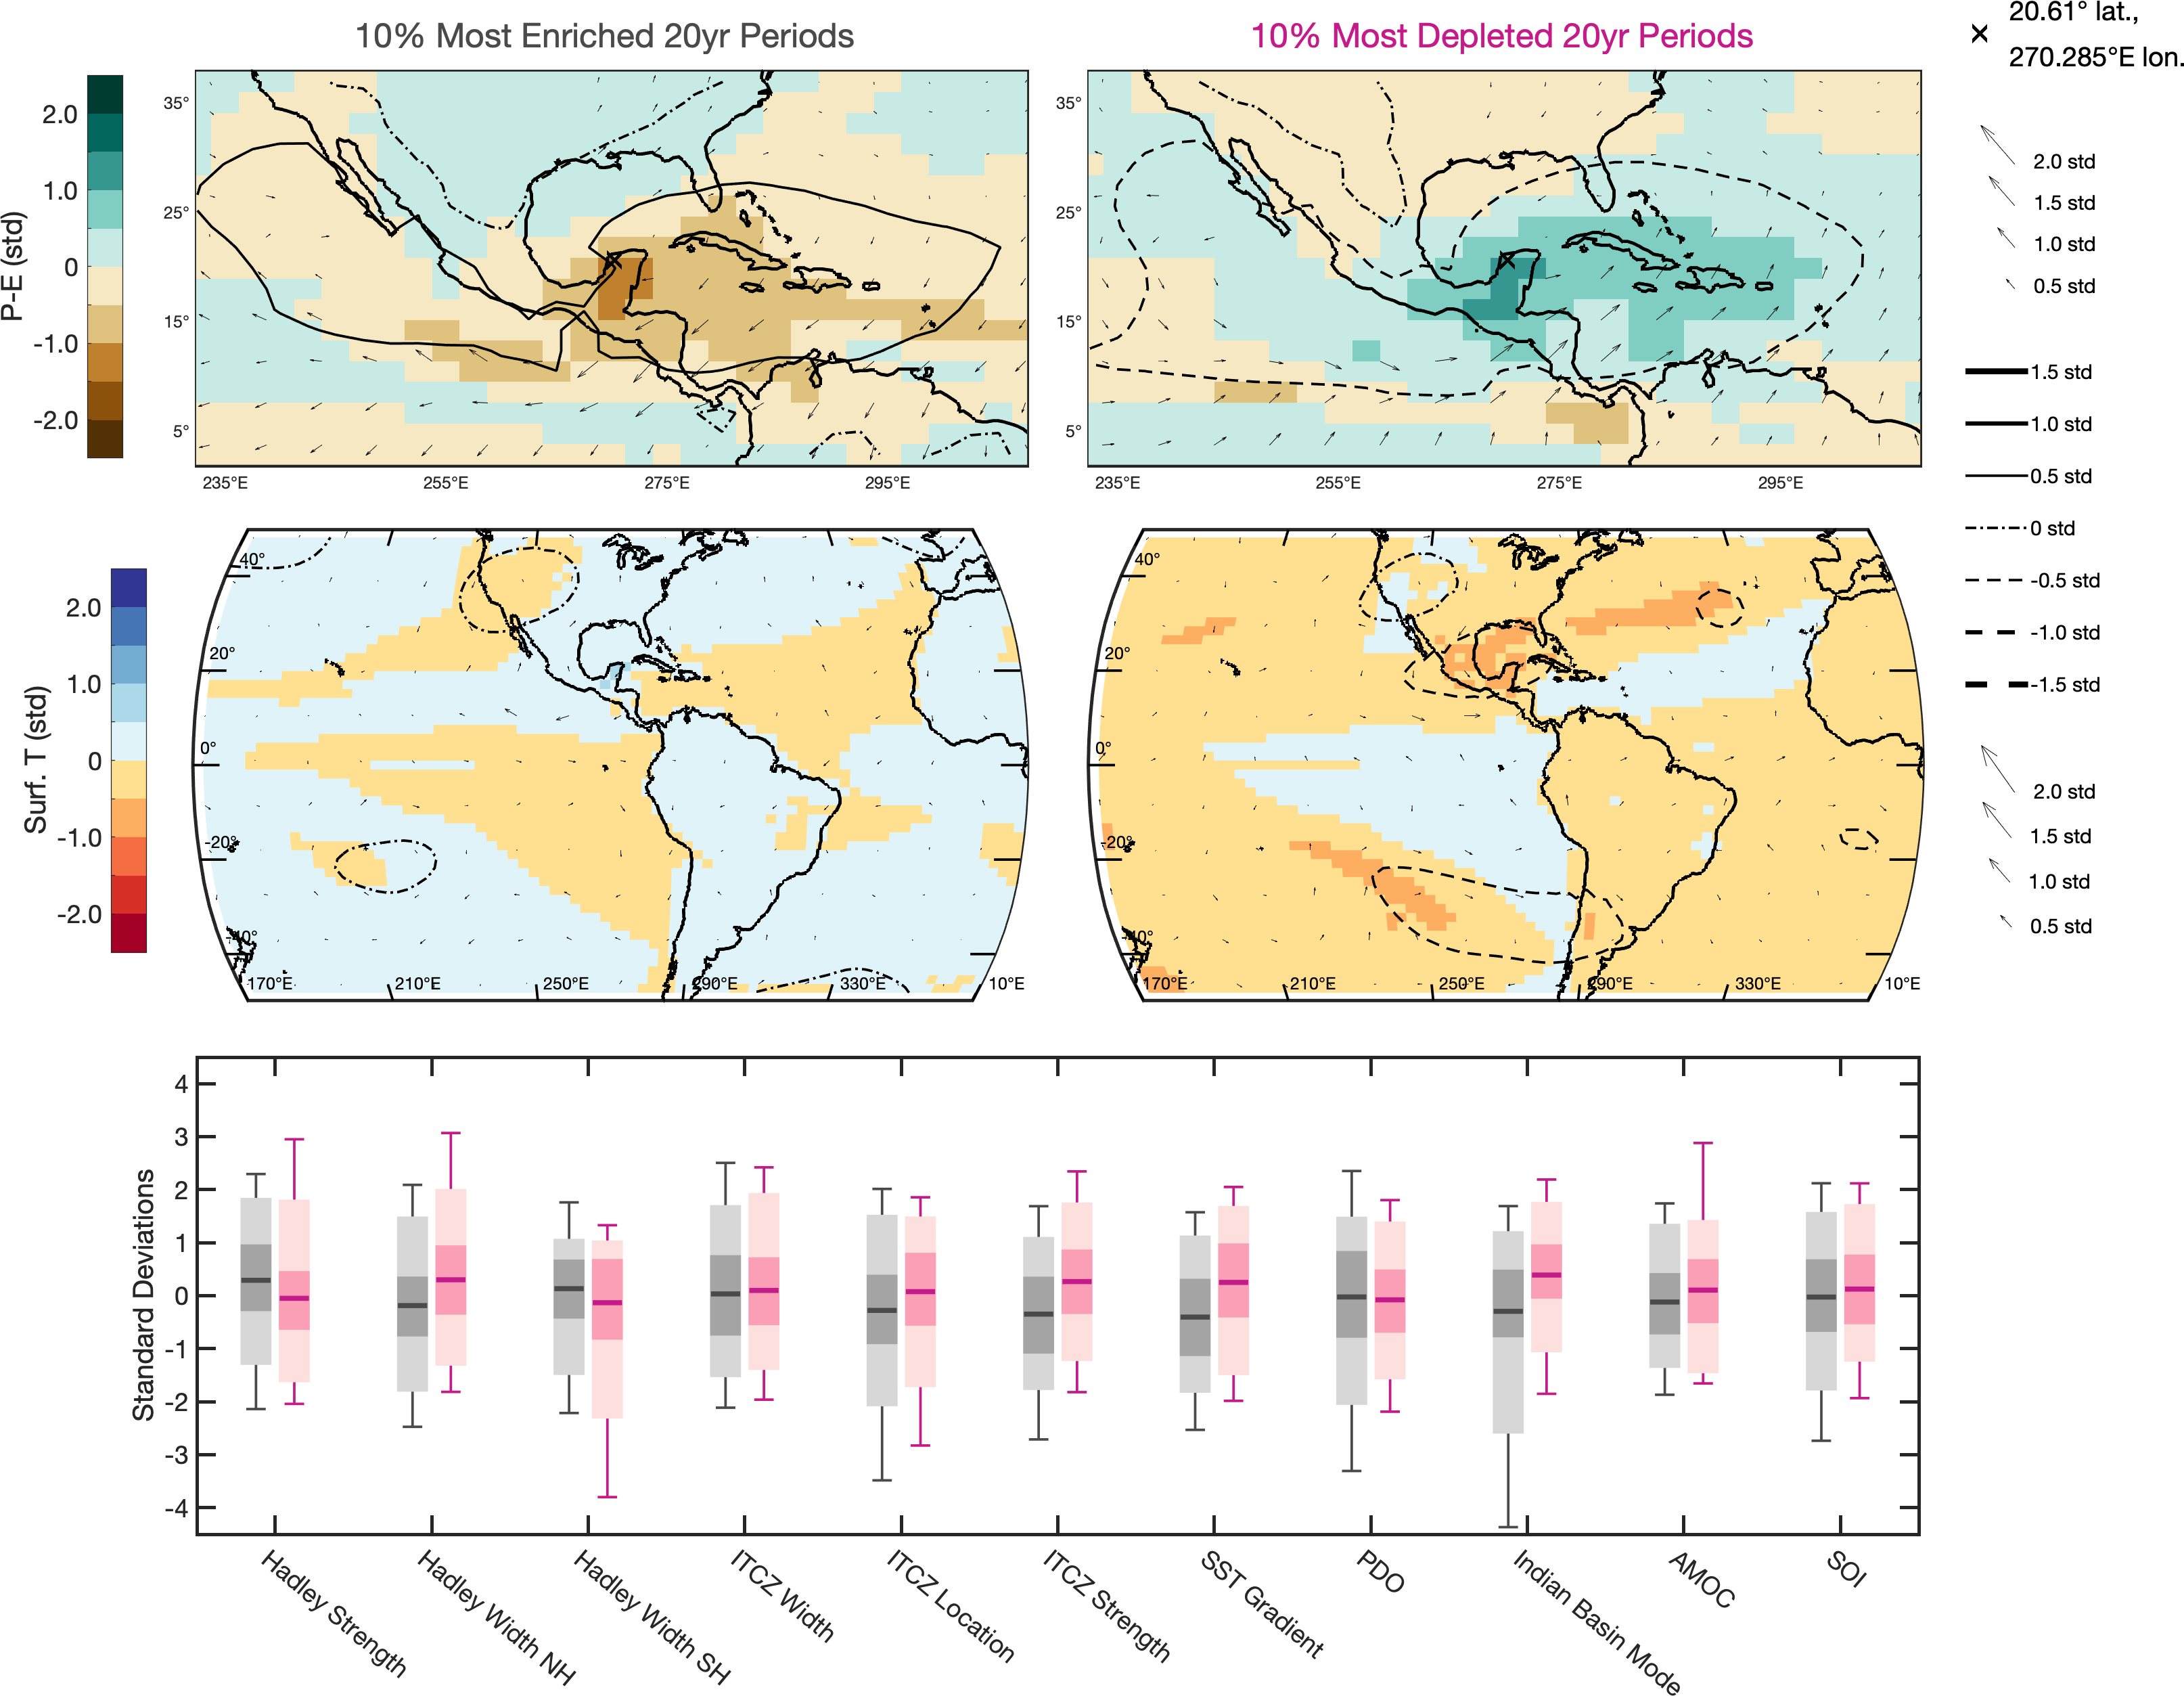 10% Most Enriched 20yr Periods
10% Most Depleted 20yr Periods
20.61° lat.,
270.285°E lon.
P-E (std)
2.0
1.0
0
-1.0
-2.0
35°
25°
15°
5°
235°E 255°E 275°E 295°E
35°
25°
15°
5°
235°E 255°E 275°E 295°E
2.0 std
1.5 std
1.0 std
0.5 std
1.5 std
1.0 std
0.5 std
0 std
-0.5 std
-1.0 std
-1.5 std
2.0 std
1.5 std
1.0 std
0.5 std
Surf. T (std)
2.0
1.0
0
-1.0
-2.0
40°
20°
0°
-20°
-40°
170°E 210°E 250°E 290°E 330°E 10°E
40°
20°
0°
-20°
-40°
170°E 210°E 250°E 290°E 330°E 10°E
Standard Deviations
4
3
2
1
0
-1
-2
-3
-4
Hadley Strength
Hadley Width NH
Hadley Width SH
ITCZ Width
ITCZ Location
ITCZ Strength
SST Gradient
PDO
Indian Basin Mode
AMOC
SOI